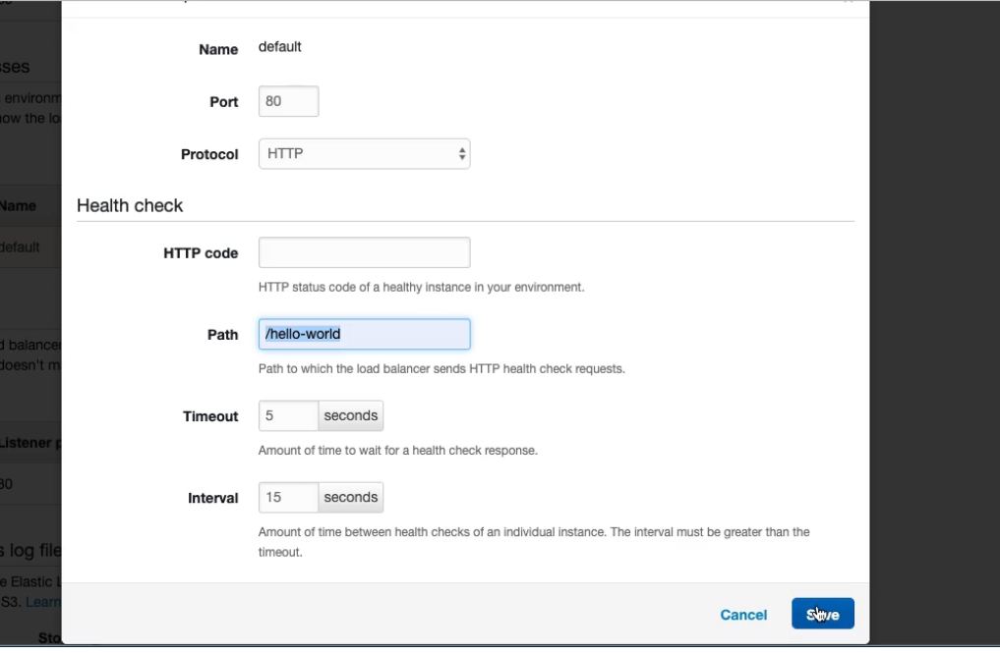 sses
Name
default
environm
Port
80
now the lo
Protocol
HTTP
Name
Health check
default
HTTP code
HTTP status code of a healthy instance in your environment.
d balancer
Path
/hello-world
doesn't m
Path to which the load balancer sends HTTP health check requests.
Timeout
5
seconds
Listener p
Amount of time to wait for a health check response.
Interval
15
seconds
Amount of time between health checks of an individual instance. The interval must be greater than the
timeout.
s log file
e Elastic L
S3. Learn
Cancel
Save
Sto